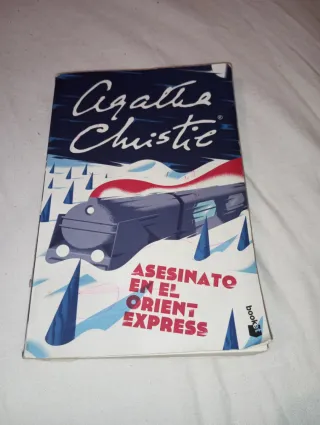 Agatha
Christie®
ASESINATO
EN EL
ORIENT
EXPRESS
booket